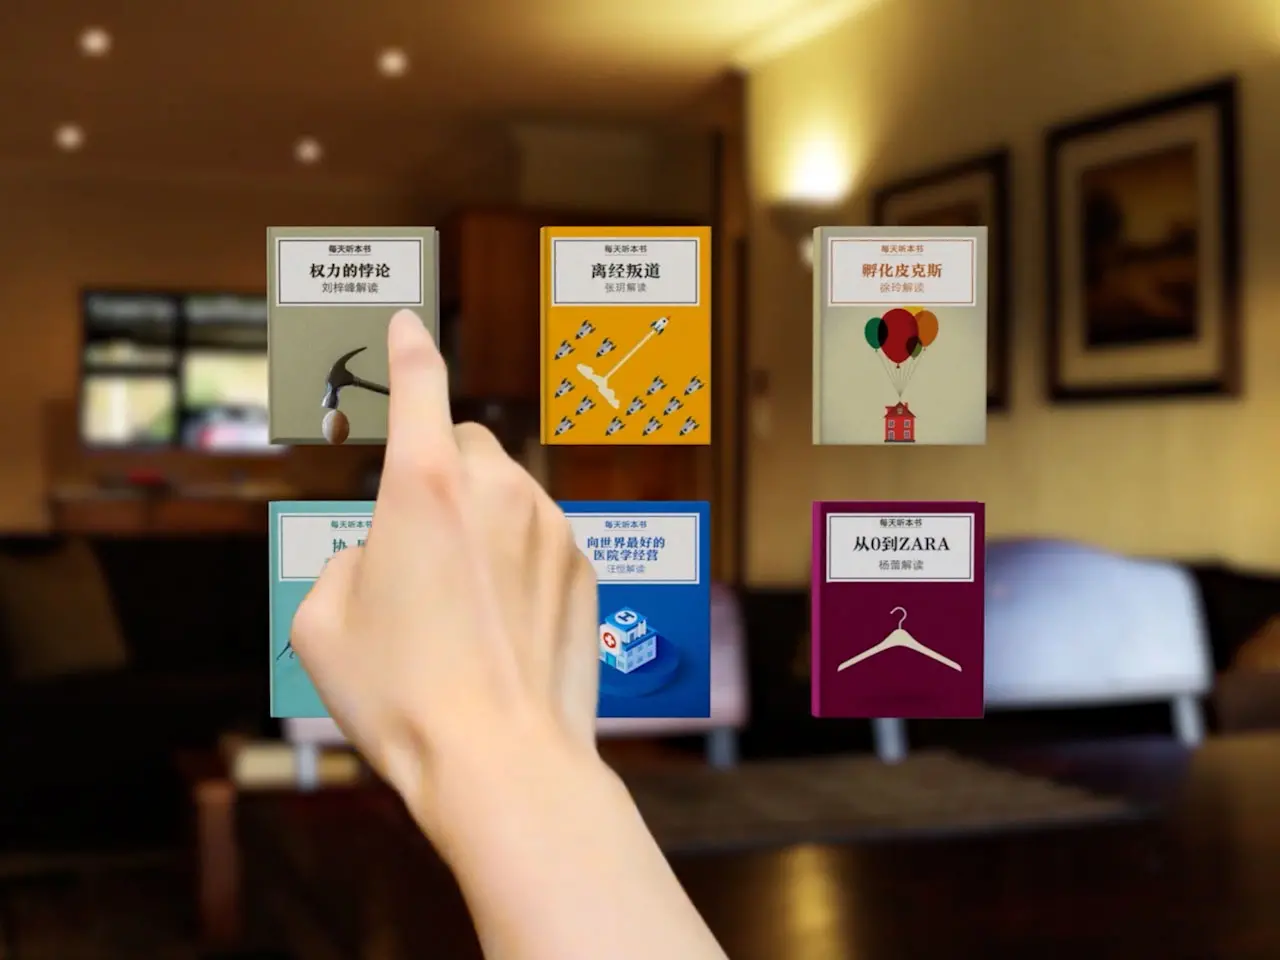 每天听本书
权力的悖论
刘梓峰解读
每天听本书
离经叛道
张玥解读
每天听本书
孵化皮克斯
徐玲解读
每天听本书
协
每天听本书
向世界最好的
医院学经营
汪恒解读
每天听本书
从0到ZARA
杨蕾解读
H